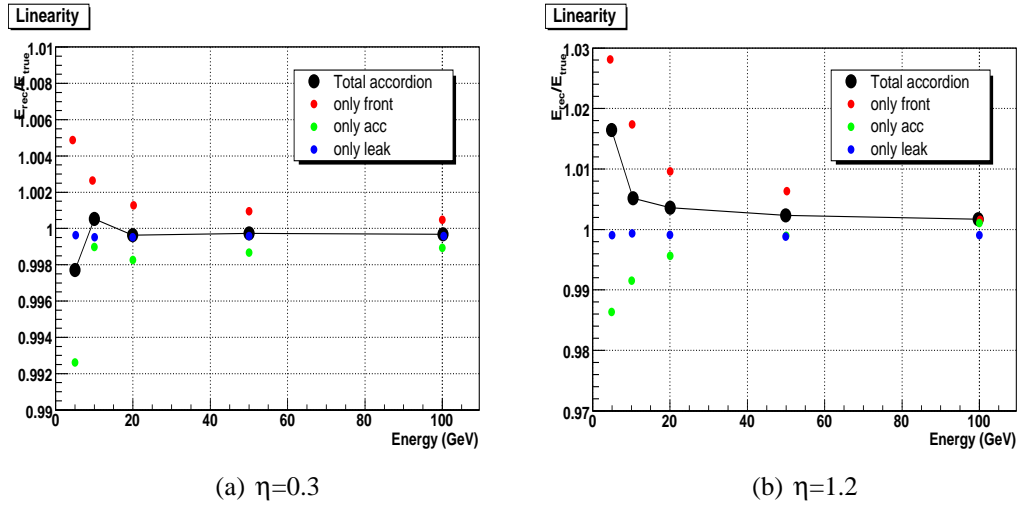 Linearity
E_rec/E_true
1.01
1.008
1.006
1.004
1.002
1
0.998
0.996
0.994
0.992
0.99
Total accordion
only front
only acc
only leak
0 20 40 60 80 100
Energy (GeV)
(a) η=0.3
Linearity
E_rec/E_true
1.03
1.02
1.01
1
0.99
0.98
0.97
Total accordion
only front
only acc
only leak
0 20 40 60 80 100
Energy (GeV)
(b) η=1.2